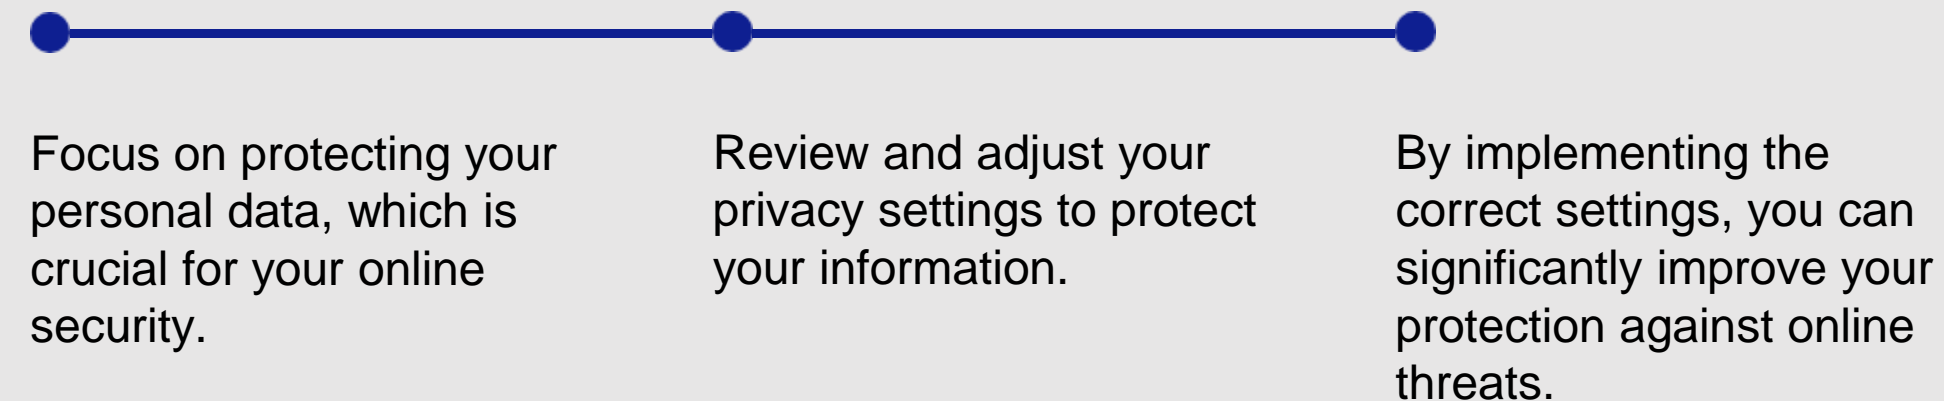 Focus on protecting your
personal data, which is
crucial for your online
security.
Review and adjust your
privacy settings to protect
your information.
By implementing the
correct settings, you can
significantly improve your
protection against online
threats.